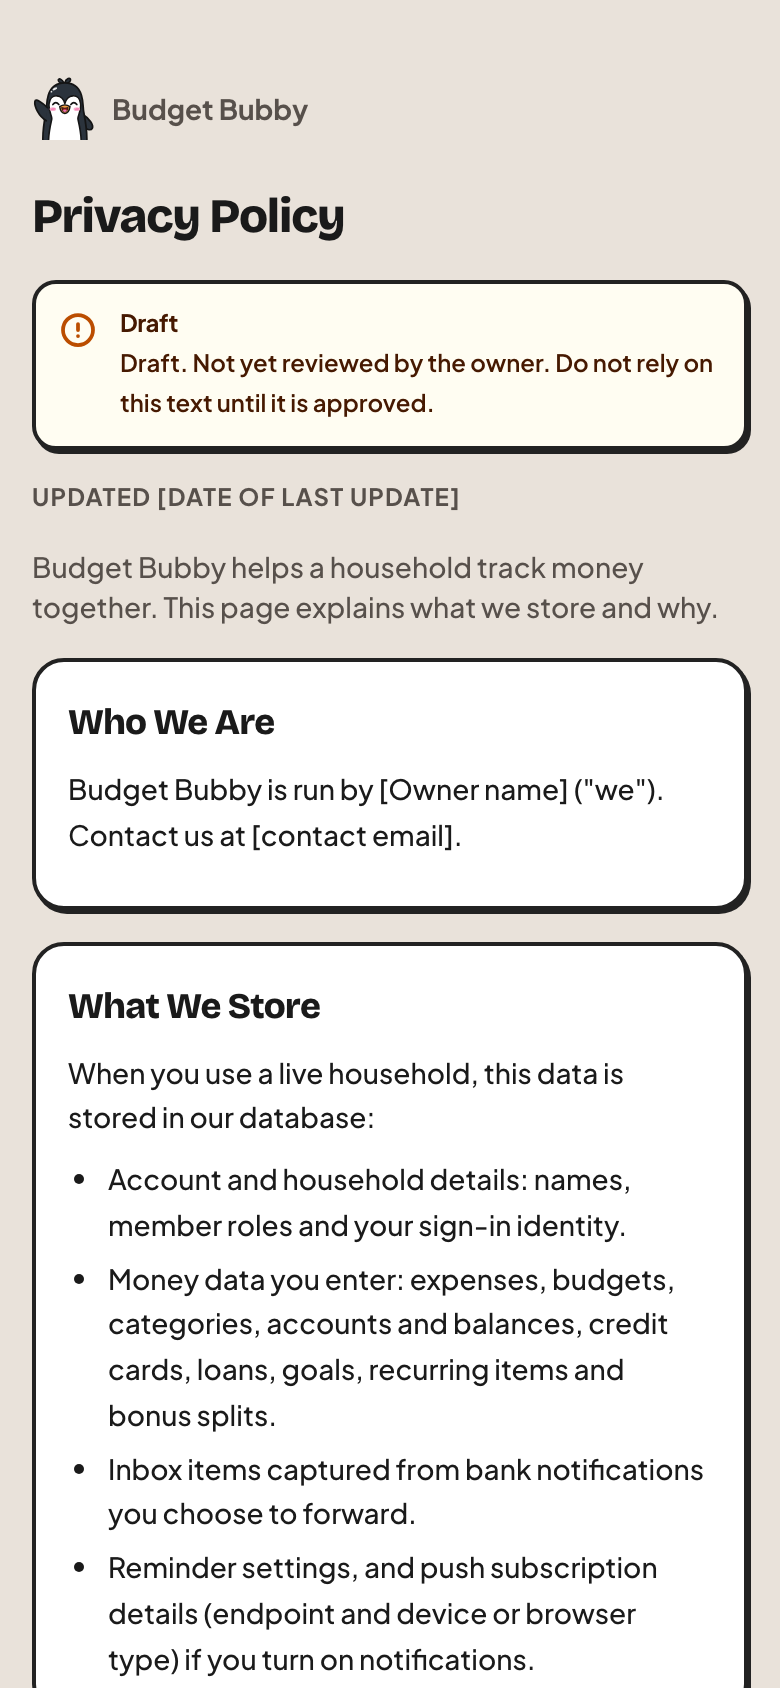 Budget Bubby
Privacy Policy
Draft
Draft. Not yet reviewed by the owner. Do not rely on
this text until it is approved.
UPDATED [DATE OF LAST UPDATE]
Budget Bubby helps a household track money
together. This page explains what we store and why.
Who We Are
Budget Bubby is run by [Owner name] ("we").
Contact us at [contact email].
What We Store
When you use a live household, this data is
stored in our database:
• Account and household details: names,
member roles and your sign-in identity.
• Money data you enter: expenses, budgets,
categories, accounts and balances, credit
cards, loans, goals, recurring items and
bonus splits.
• Inbox items captured from bank notifications
you choose to forward.
• Reminder settings, and push subscription
details (endpoint and device or browser
type) if you turn on notifications.